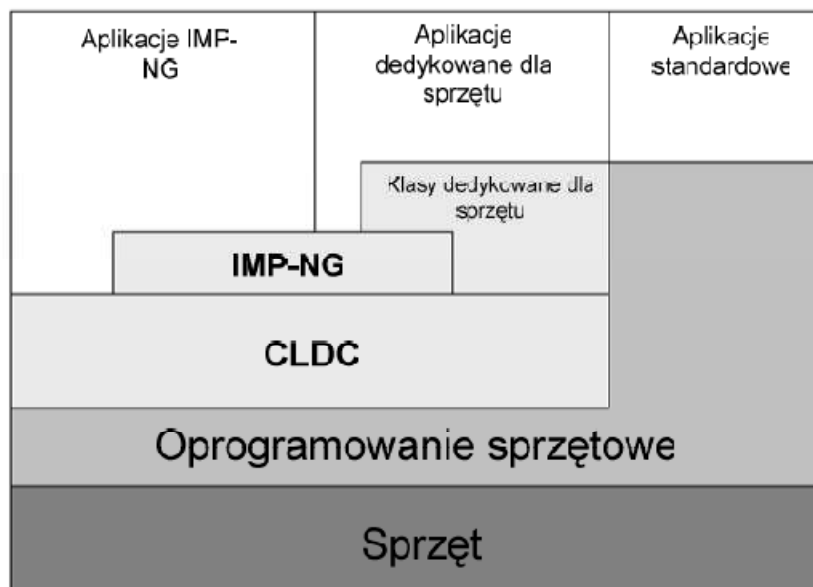 Aplikacje IMP-
NG
Aplikacje
dedykowane dla
sprzętu
Aplikacje
standardowe
Klasy dedykowane dla
sprzętu
IMP-NG
CLDC
Oprogramowanie sprzętowe
Sprzęt